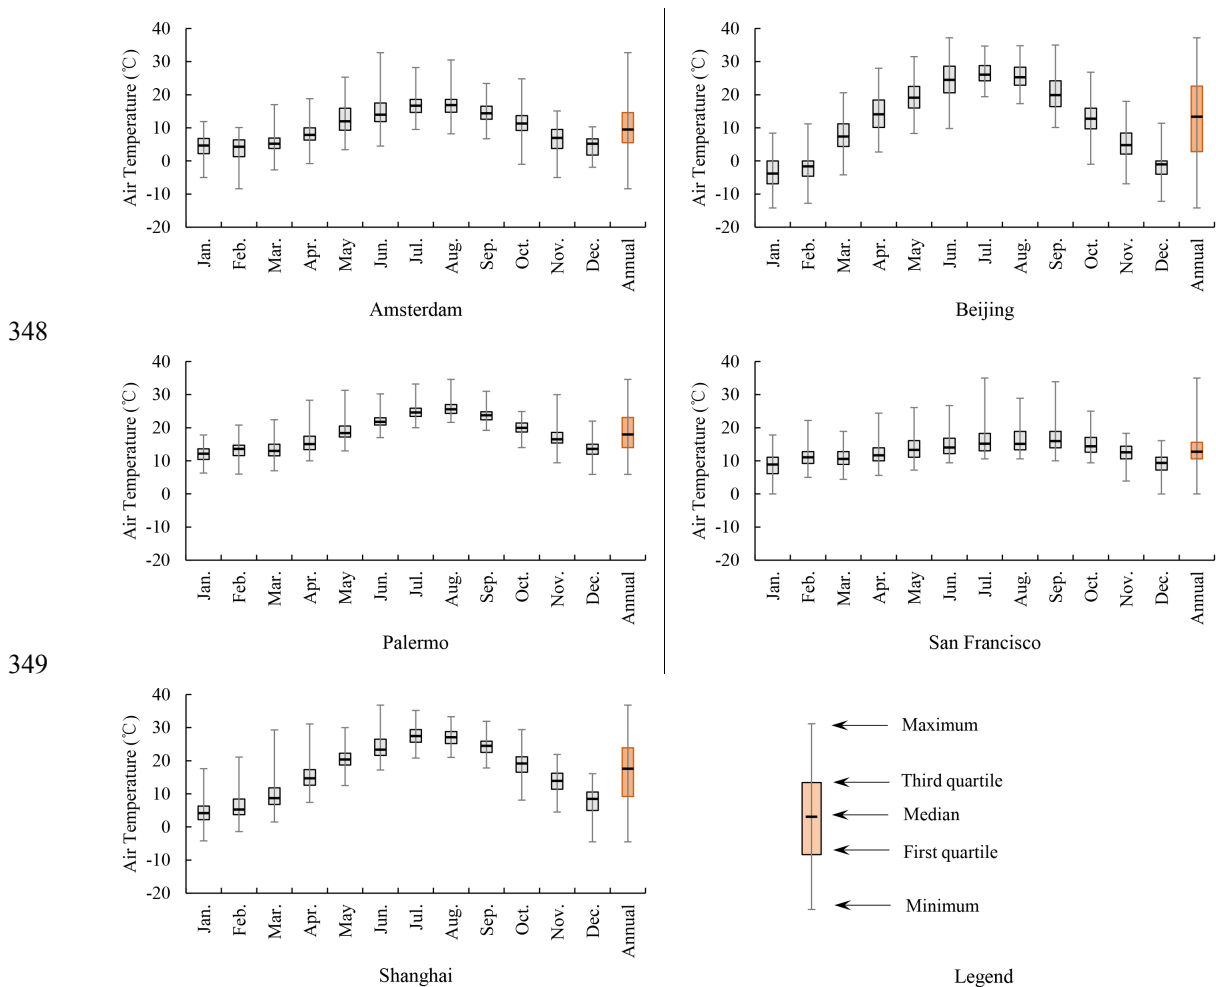 Air Temperature (℃)
40
30
20
10
0
-10
-20
Jan.
Feb.
Mar.
Apr.
May
Jun.
Jul.
Aug.
Sep.
Oct.
Nov.
Dec.
Annual
Amsterdam
Air Temperature (℃)
40
30
20
10
0
-10
-20
Jan.
Feb.
Mar.
Apr.
May
Jun.
Jul.
Aug.
Sep.
Oct.
Nov.
Dec.
Annual
Beijing
348
Air Temperature (℃)
40
30
20
10
0
-10
-20
Jan.
Feb.
Mar.
Apr.
May
Jun.
Jul.
Aug.
Sep.
Oct.
Nov.
Dec.
Annual
Palermo
Air Temperature (℃)
40
30
20
10
0
-10
-20
Jan.
Feb.
Mar.
Apr.
May
Jun.
Jul.
Aug.
Sep.
Oct.
Nov.
Dec.
Annual
San Francisco
349
Air Temperature (℃)
40
30
20
10
0
-10
-20
Jan.
Feb.
Mar.
Apr.
May
Jun.
Jul.
Aug.
Sep.
Oct.
Nov.
Dec.
Annual
Shanghai
Maximum
Third quartile
Median
First quartile
Minimum
Legend